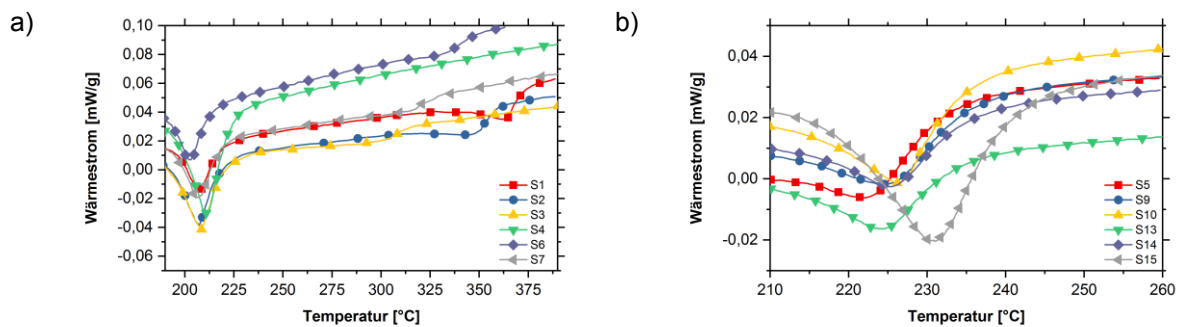 a)
0,10
0,08
0,06
0,04
0,02
0,00
-0,02
-0,04
-0,06
Wärmestrom [mW/g]
S1
S2
S3
S4
S6
S7
200 225 250 275 300 325 350 375
Temperatur [°C]
b)
0,04
0,02
0,00
-0,02
Wärmestrom [mW/g]
S5
S9
S10
S13
S14
S15
210 220 230 240 250 260
Temperatur [°C]